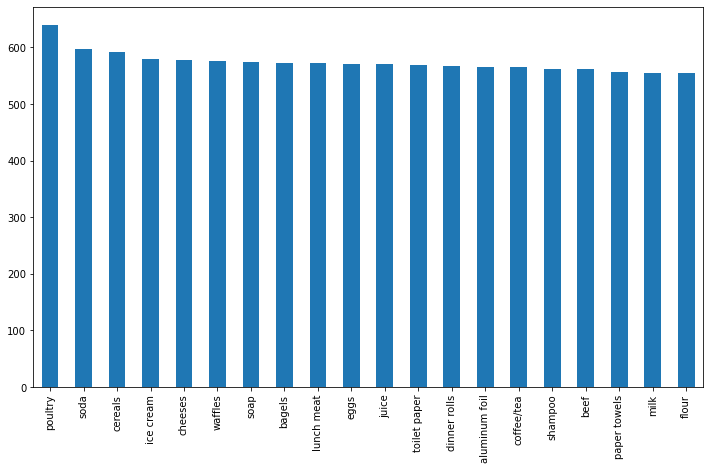 600
500
400
300
200
100
0
poultry
soda
cereals
ice cream
cheeses
waffles
soap
bagels
lunch meat
eggs
juice
toilet paper
dinner rolls
aluminum foil
coffee/tea
shampoo
beef
paper towels
milk
flour